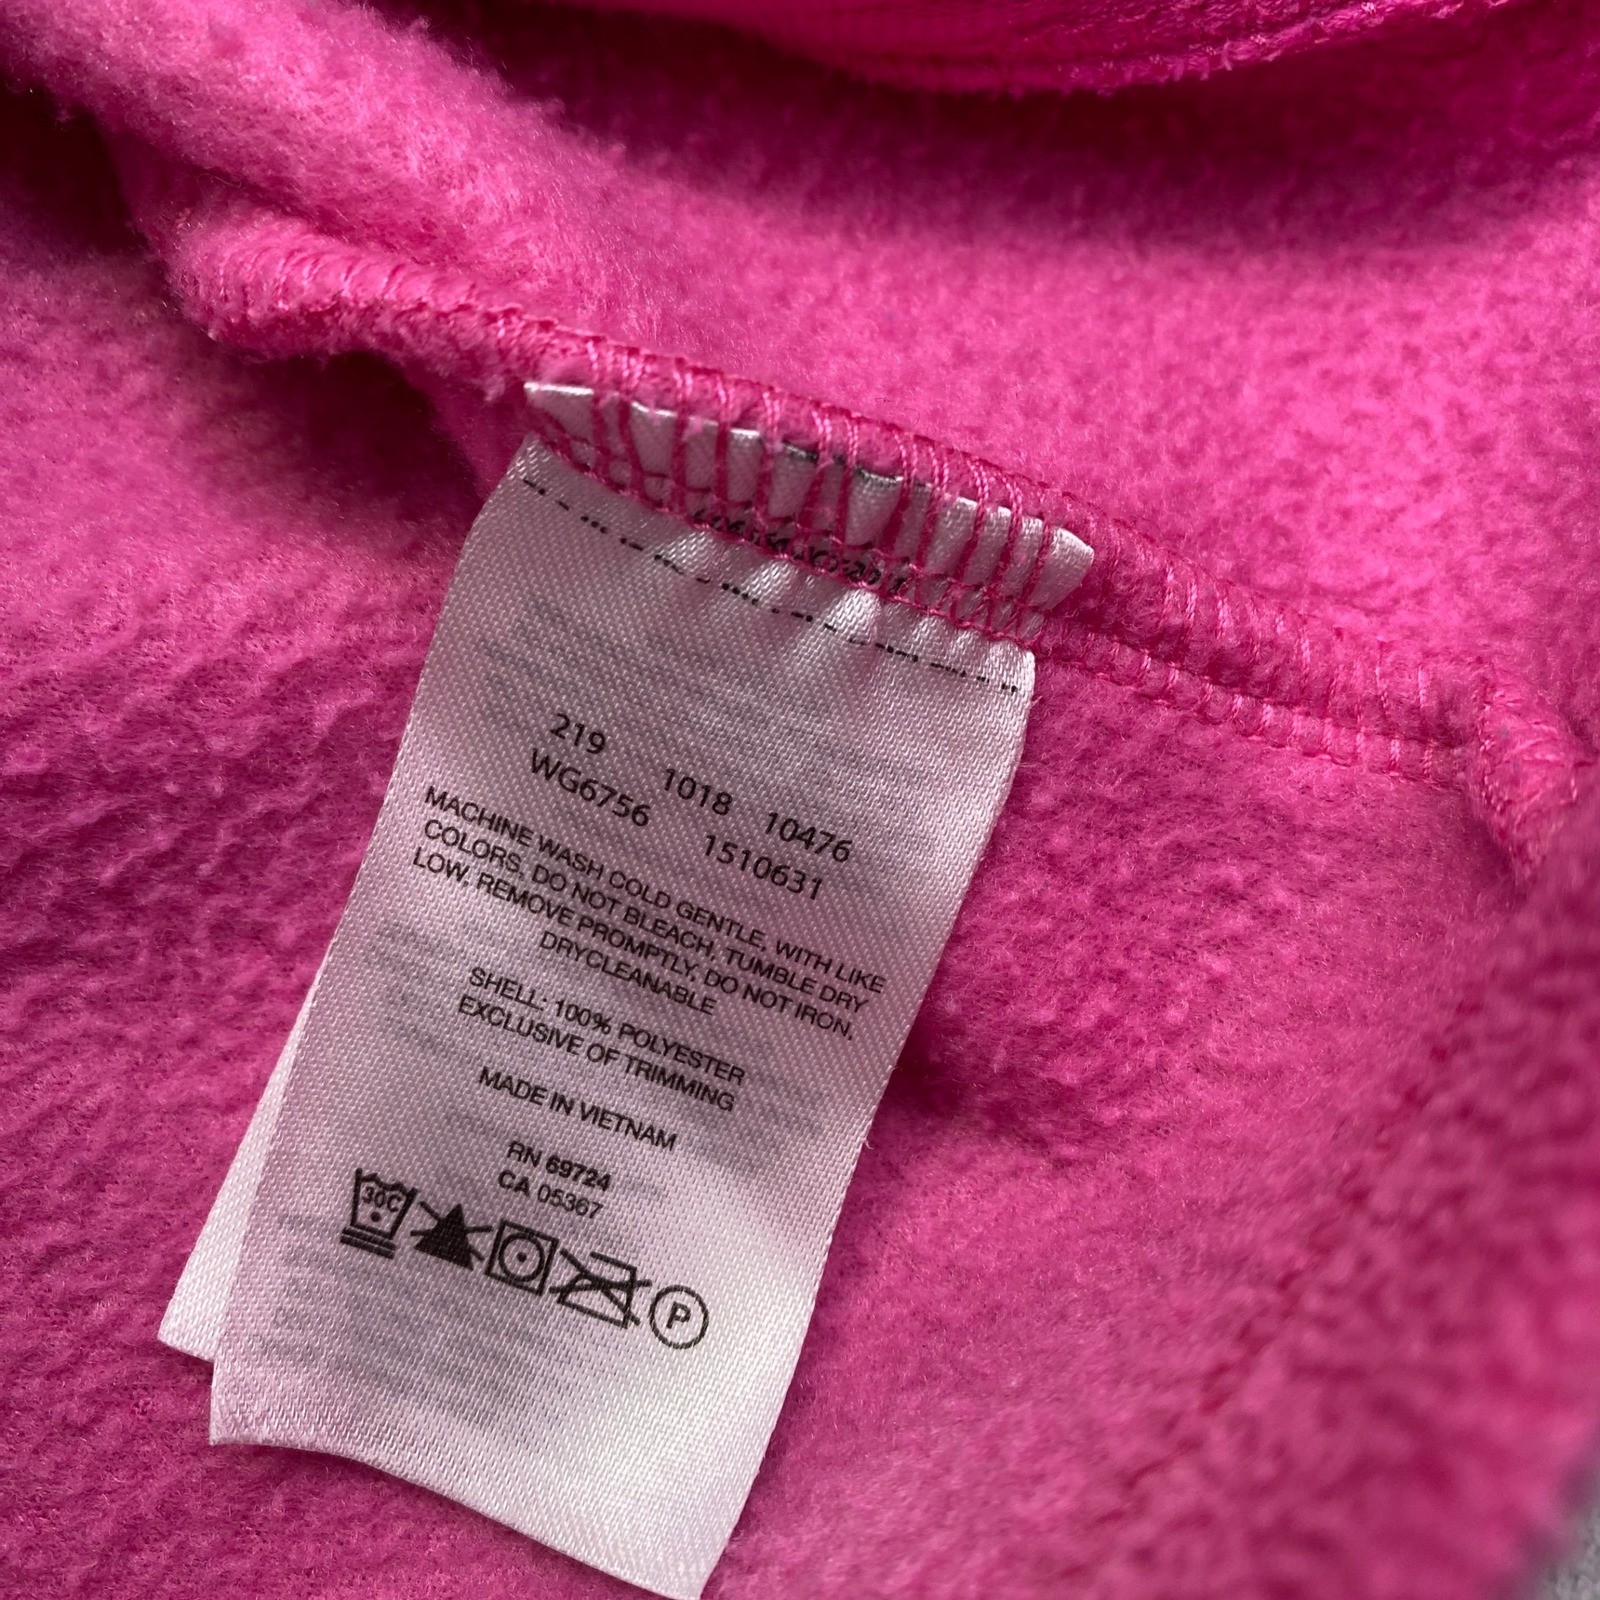 219 1018 10476
WG6756 1510631
MACHINE WASH COLD GENTLE, WITH LIKE
COLORS, DO NOT BLEACH, TUMBLE DRY
LOW, REMOVE PROMPTLY, DO NOT IRON,
DRYCLEANABLE
SHELL: 100% POLYESTER
EXCLUSIVE OF TRIMMING
MADE IN VIETNAM
RN 69724
CA 05367
30C
P